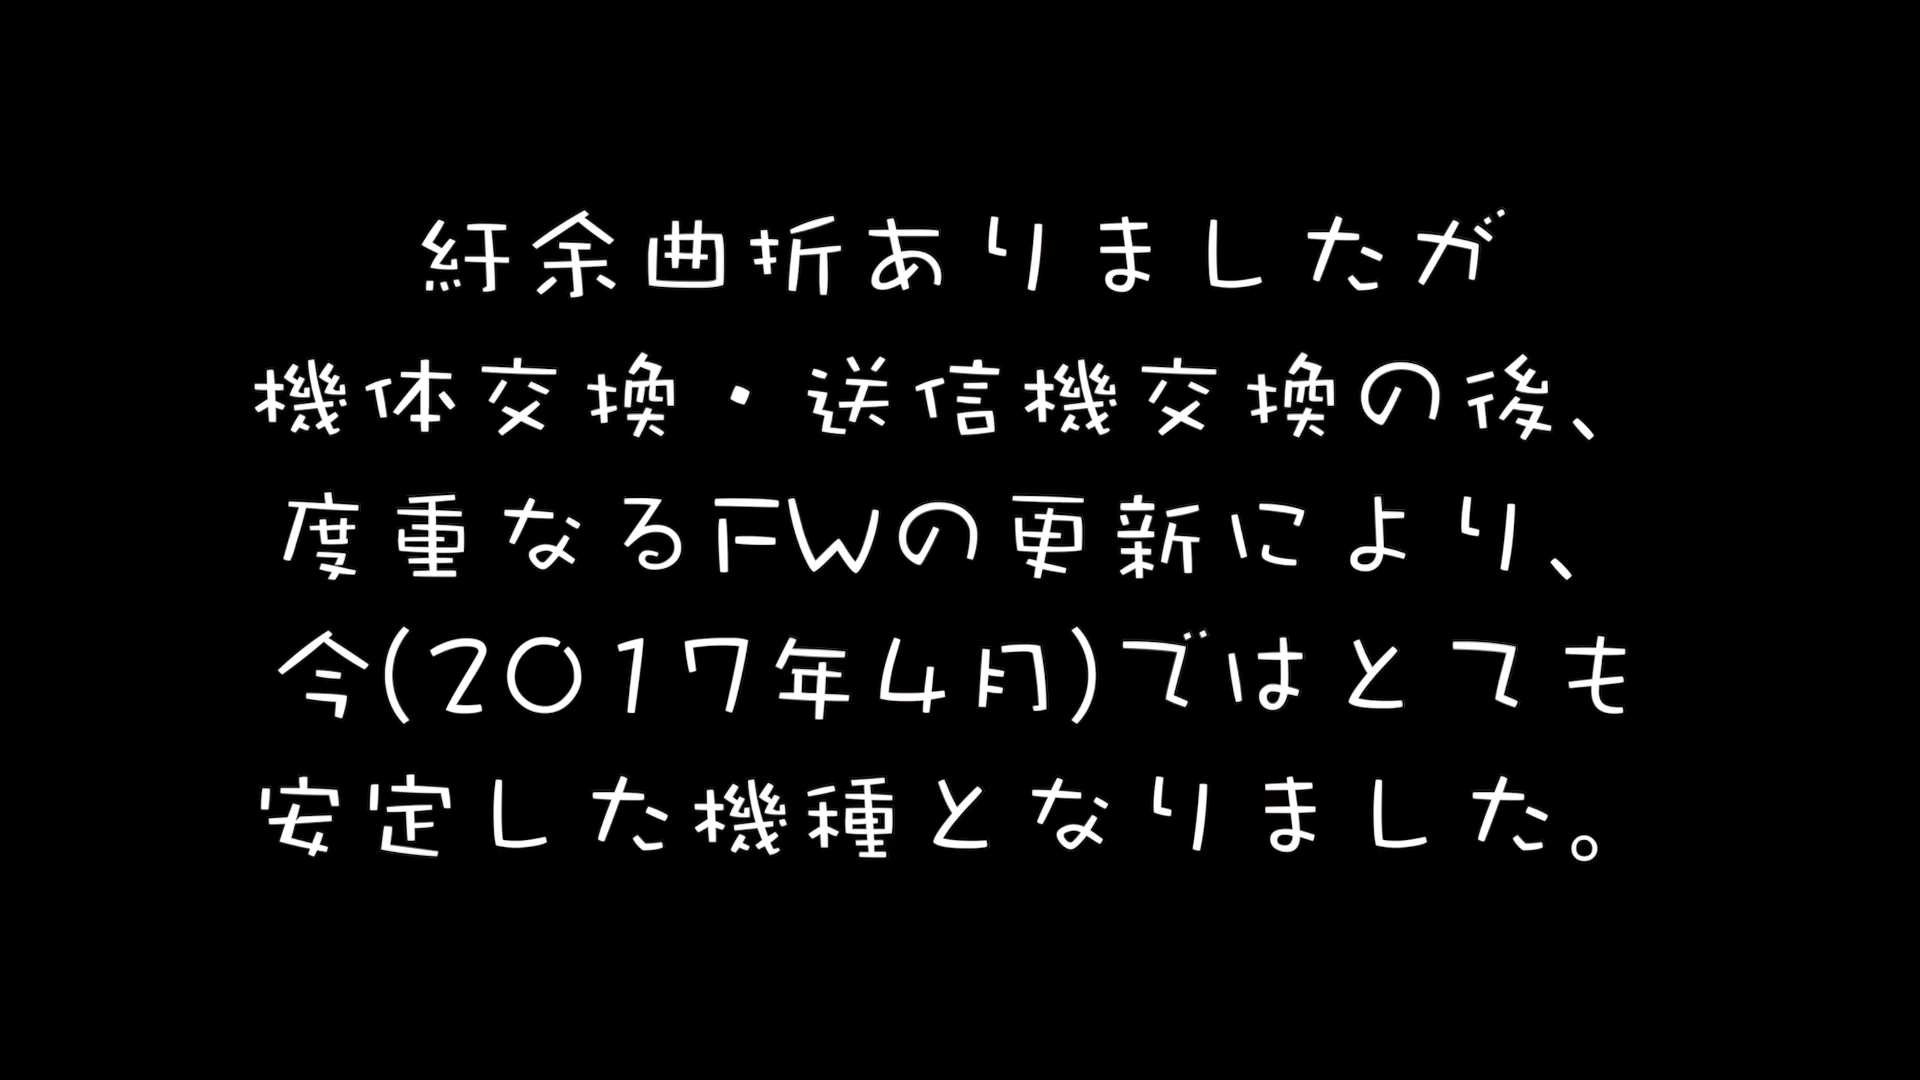 紆余曲折ありましたが
機体交換・送信機交換の後、
度重なるFWの更新により、
今(2017年4月)ではとても
安定した機種となりました。